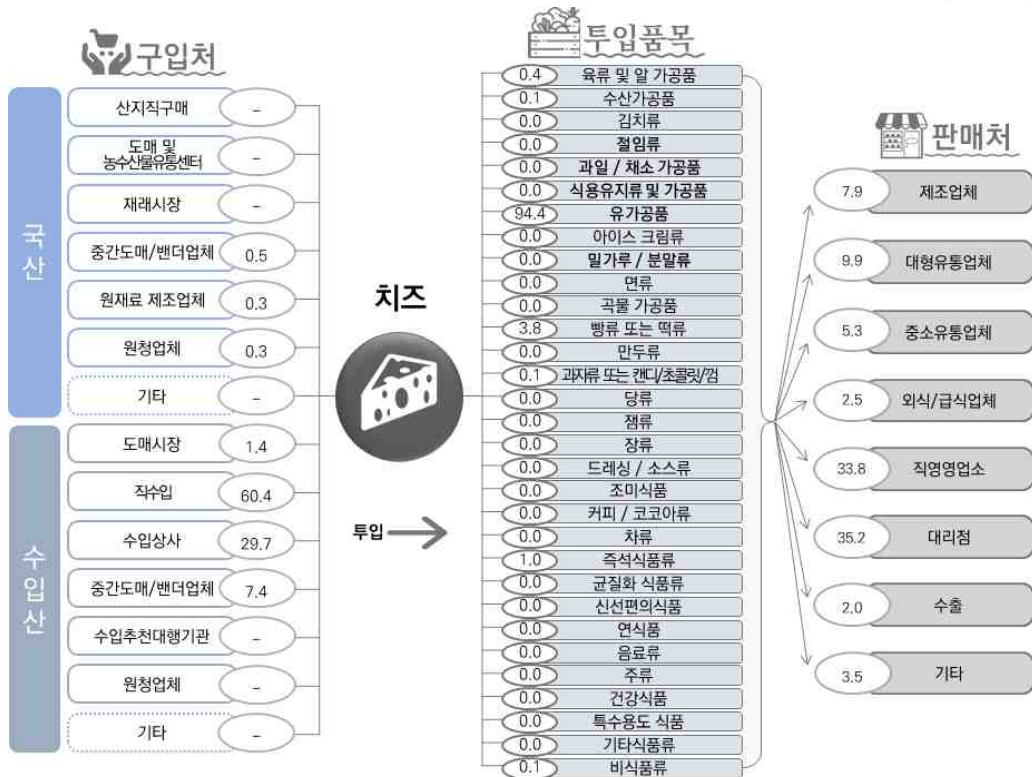 구입처
국산
산지직구매 -
도매 및
농수산물유통센터 -
재래시장 -
중간도매/밴더업체 0.5
원재료 제조업체 0.3
원청업체 0.3
기타 -
수입산
도매시장 1.4
직수입 60.4
수입상사 29.7
중간도매/밴더업체 7.4
수입추천대행기관 -
원청업체 -
기타 -
치즈
투입
투입품목
0.4 육류 및 알 가공품
0.1 수산가공품
0.0 김치류
0.0 절임류
0.0 과일 / 채소 가공품
0.0 식용유지류 및 가공품
94.4 유가공품
0.0 아이스 크림류
0.0 밀가루 / 분말류
0.0 면류
0.0 곡물 가공품
3.8 빵류 또는 떡류
0.0 만두류
0.1 과자류 또는 캔디/초콜릿/껌
0.0 당류
0.0 잼류
0.0 장류
0.0 드레싱 / 소스류
0.0 조미식품
0.0 커피 / 코코아류
0.0 차류
1.0 즉석식품류
0.0 균질화 식품류
0.0 신선편의식품
0.0 연식품
0.0 음료류
0.0 주류
0.0 건강식품
0.0 특수용도 식품
0.0 기타식품류
0.1 비식품류
판매처
7.9 제조업체
9.9 대형유통업체
5.3 중소유통업체
2.5 외식/급식업체
33.8 직영영업소
35.2 대리점
2.0 수출
3.5 기타